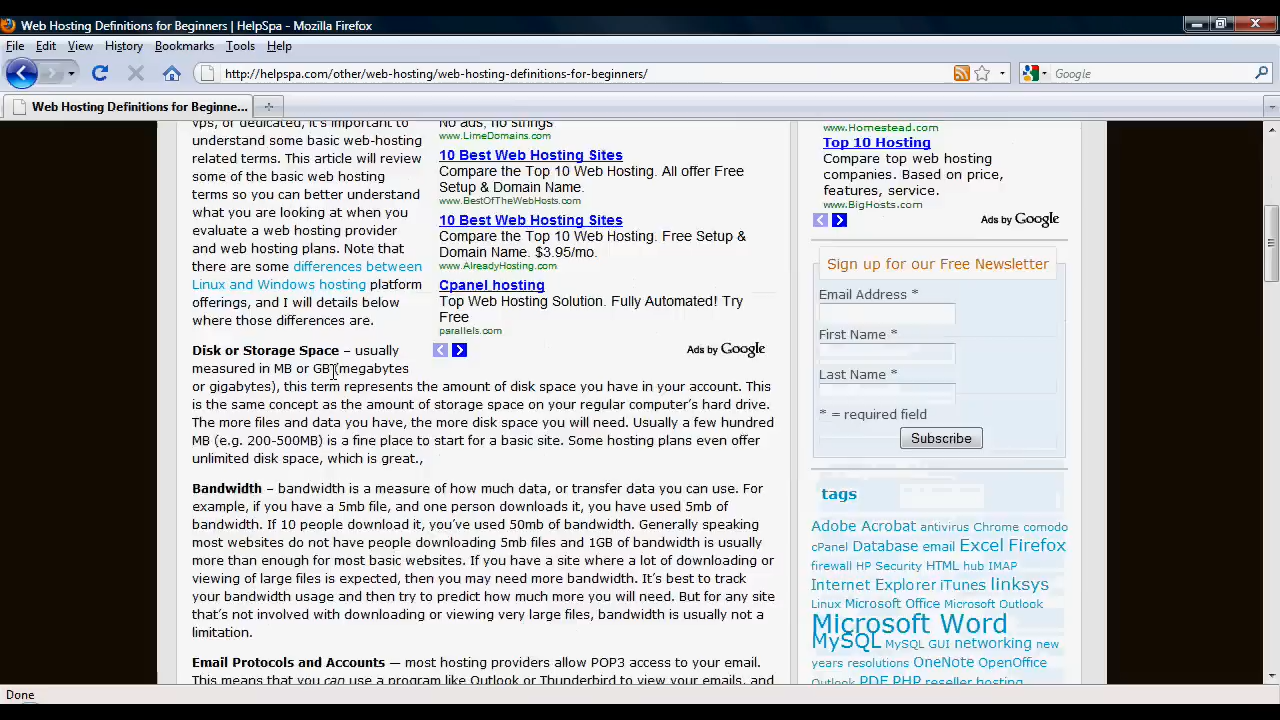 Web Hosting Definitions for Beginners | HelpSpa - Mozilla Firefox
File Edit View History Bookmarks Tools Help
http://helpspa.com/other/web-hosting/web-hosting-definitions-for-beginners/
Google
Web Hosting Definitions for Beginne...
vps, or dedicated, it's important to
understand some basic web-hosting
related terms. This article will review
some of the basic web hosting
terms so you can better understand
what you are looking at when you
evaluate a web hosting provider
and web hosting plans. Note that
there are some differences between
Linux and Windows hosting platform
offerings, and I will details below
where those differences are.
No ads, no strings
www.LimeDomains.com
10 Best Web Hosting Sites
Compare the Top 10 Web Hosting. All offer Free
Setup & Domain Name.
www.BestOfTheWebHosts.com
10 Best Web Hosting Sites
Compare the Top 10 Web Hosting. Free Setup &
Domain Name. $3.95/mo.
www.AlreadyHosting.com
Cpanel hosting
Top Web Hosting Solution. Fully Automated! Try
Free
parallels.com
Ads by Google
Disk or Storage Space – usually
measured in MB or GB (megabytes
or gigabytes), this term represents the amount of disk space you have in your account. This
is the same concept as the amount of storage space on your regular computer's hard drive.
The more files and data you have, the more disk space you will need. Usually a few hundred
MB (e.g. 200-500MB) is a fine place to start for a basic site. Some hosting plans even offer
unlimited disk space, which is great.,
Bandwidth – bandwidth is a measure of how much data, or transfer data you can use. For
example, if you have a 5mb file, and one person downloads it, you have used 5mb of
bandwidth. If 10 people download it, you've used 50mb of bandwidth. Generally speaking
most websites do not have people downloading 5mb files and 1GB of bandwidth is usually
more than enough for most basic websites. If you have a site where a lot of downloading or
viewing of large files is expected, then you may need more bandwidth. It's best to track
your bandwidth usage and then try to predict how much more you will need. But for any site
that's not involved with downloading or viewing very large files, bandwidth is usually not a
limitation.
Email Protocols and Accounts — most hosting providers allow POP3 access to your email.
This means that you can use a program like Outlook or Thunderbird to view your emails, and
www.Homestead.com
Top 10 Hosting
Compare top web hosting
companies. Based on price,
features, service.
www.BigHosts.com
Ads by Google
Sign up for our Free Newsletter
Email Address *
First Name *
Last Name *
* = required field
Subscribe
tags
Adobe Acrobat antivirus Chrome comodo
cPanel Database email Excel Firefox
firewall HP Security HTML hub IMAP
Internet Explorer iTunes linksys
Linux Microsoft Office Microsoft Outlook
Microsoft Word
MySQL MySQL GUI networking new
years resolutions OneNote OpenOffice
Outlook PDF PHP reseller hosting
Done